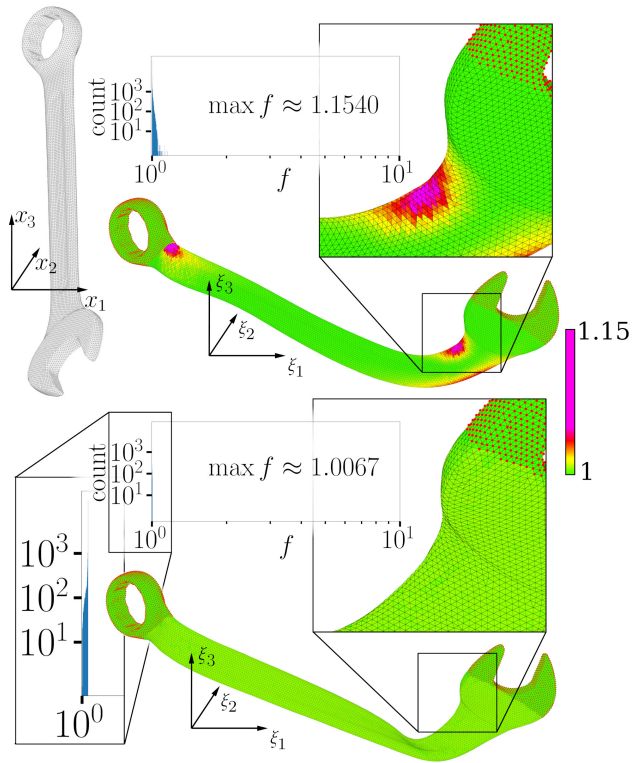 count
10³
10²
10¹
max f ≈ 1.1540
10⁰
10¹
f
x₃
x₂
x₁
ξ₃
ξ₂
ξ₁
1.15
1
count
10³
10²
10¹
max f ≈ 1.0067
10⁰
10¹
f
10³
10²
10¹
10⁰
ξ₃
ξ₂
ξ₁